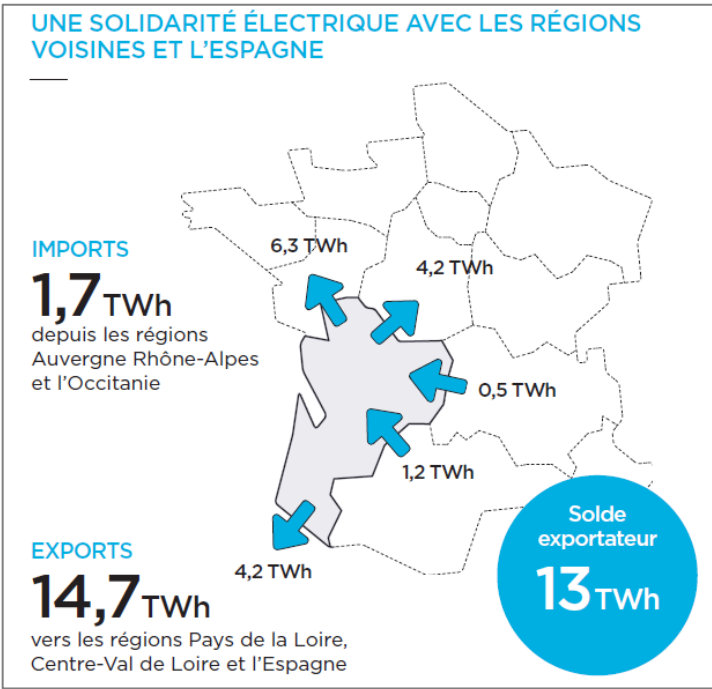 UNE SOLIDARITÉ ÉLECTRIQUE AVEC LES RÉGIONS
VOISINES ET L’ESPAGNE
6,3 TWh
4,2 TWh
IMPORTS
1,7 TWh
depuis les régions
Auvergne Rhône-Alpes
et l’Occitanie
0,5 TWh
1,2 TWh
4,2 TWh
EXPORTS
14,7 TWh
vers les régions Pays de la Loire,
Centre-Val de Loire et l’Espagne
Solde
exportateur
13 TWh